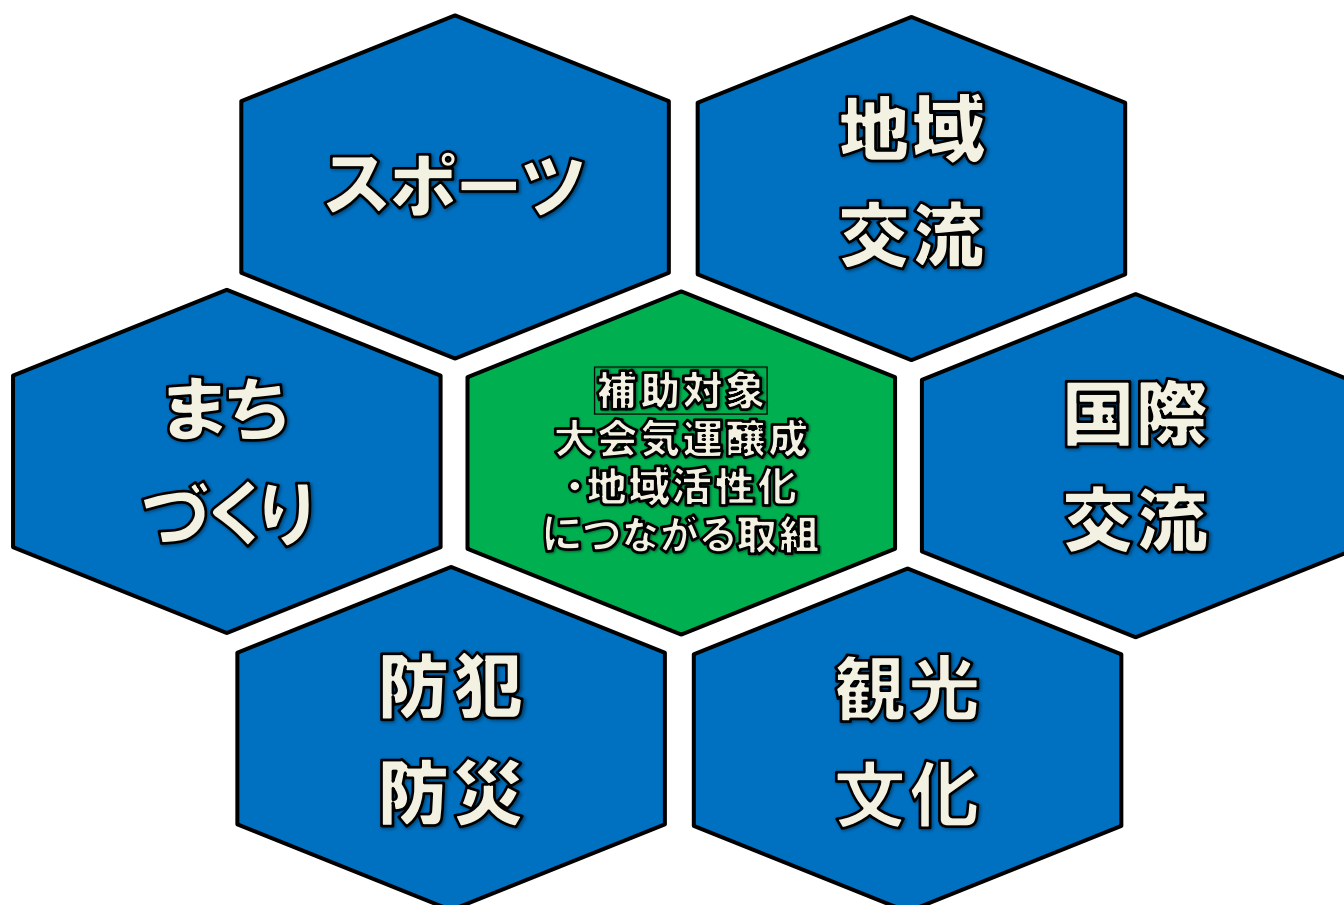 スポーツ
地域
交流
まち
づくり
補助対象
大会気運醸成
・地域活性化
につながる取組
国際
交流
防犯
防災
観光
文化